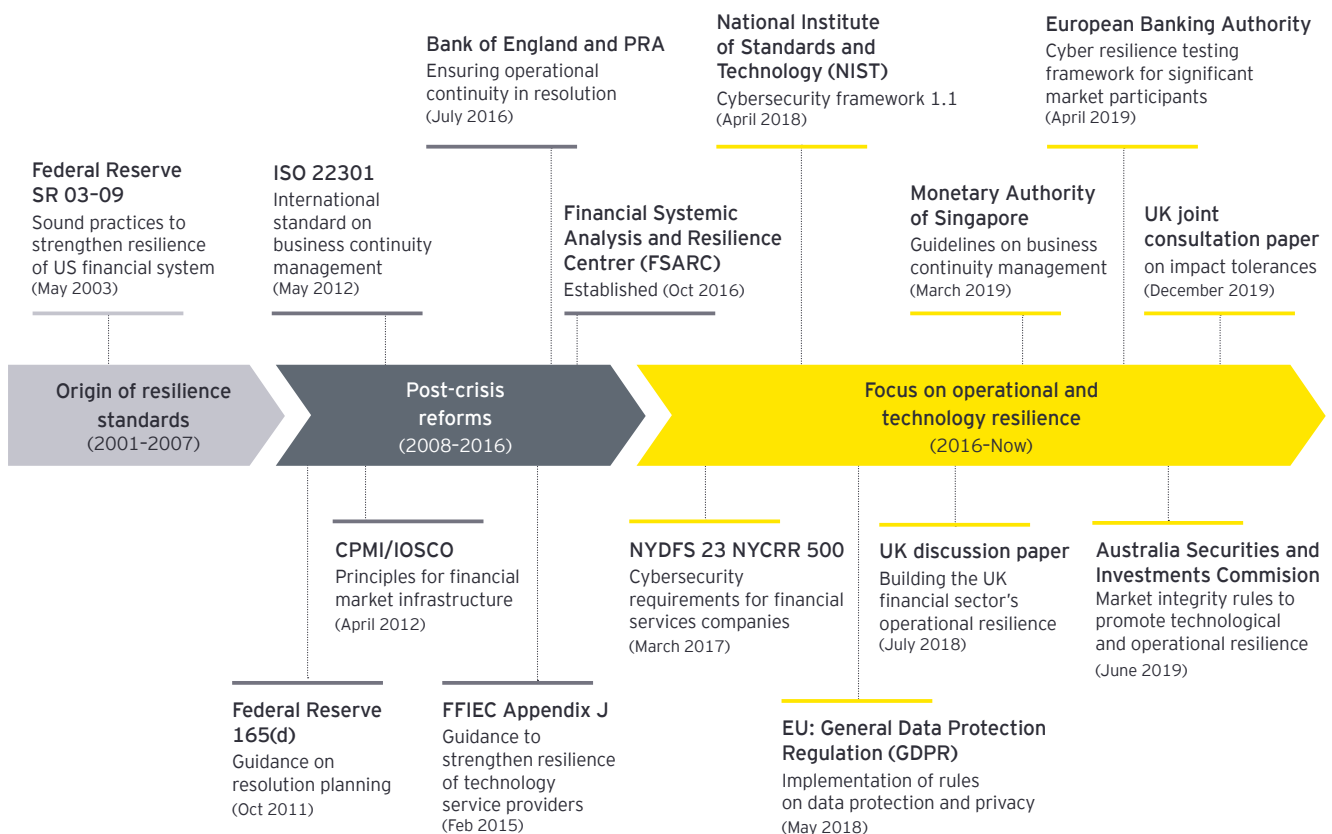 Bank of England and PRA
Ensuring operational
continuity in resolution
(July 2016)
National Institute
of Standards and
Technology (NIST)
Cybersecurity framework 1.1
(April 2018)
European Banking Authority
Cyber resilience testing
framework for significant
market participants
(April 2019)
Federal Reserve
SR 03–09
Sound practices to
strengthen resilience
of US financial system
(May 2003)
ISO 22301
International
standard on
business continuity
management
(May 2012)
Financial Systemic
Analysis and Resilience
Centrer (FSARC)
Established (Oct 2016)
Monetary Authority
of Singapore
Guidelines on business
continuity management
(March 2019)
UK joint
consultation paper
on impact tolerances
(December 2019)
Origin of resilience
standards
(2001–2007)
Post-crisis
reforms
(2008–2016)
Focus on operational and
technology resilience
(2016–Now)
CPMI/IOSCO
Principles for financial
market infrastructure
(April 2012)
NYDFS 23 NYCRR 500
Cybersecurity
requirements for financial
services companies
(March 2017)
UK discussion paper
Building the UK
financial sector’s
operational resilience
(July 2018)
Australia Securities and
Investments Commision
Market integrity rules to
promote technological
and operational resilience
(June 2019)
Federal Reserve
165(d)
Guidance on
resolution planning
(Oct 2011)
FFIEC Appendix J
Guidance to
strengthen resilience
of technology
service providers
(Feb 2015)
EU: General Data Protection
Regulation (GDPR)
Implementation of rules
on data protection and privacy
(May 2018)